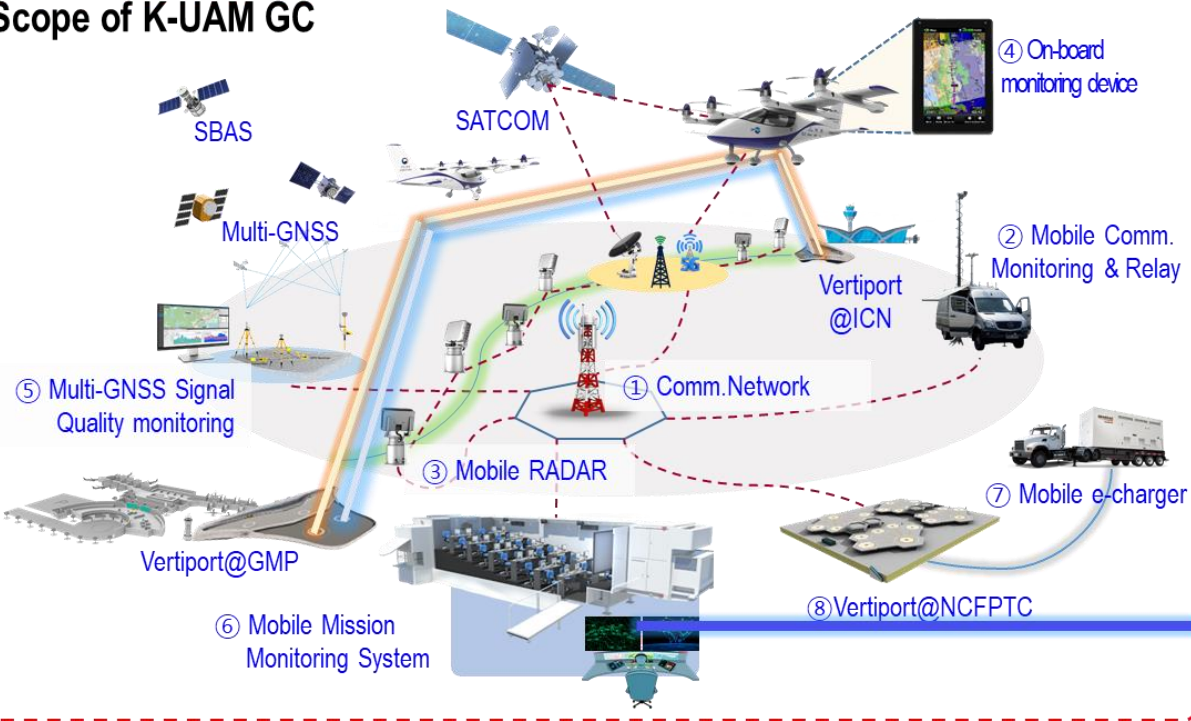 Scope of K-UAM GC
④ On-board
monitoring device
SATCOM
SBAS
Multi-GNSS
② Mobile Comm.
Monitoring & Relay
5G
Vertiport
@ICN
① Comm.Network
⑤ Multi-GNSS Signal
Quality monitoring
③ Mobile RADAR
⑦ Mobile e-charger
Vertiport@GMP
⑧Vertiport@NCFPTC
⑥ Mobile Mission
Monitoring System